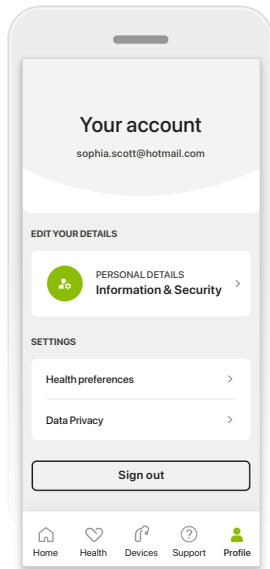 Your account
sophia.scott@hotmail.com
EDIT YOUR DETAILS
PERSONAL DETAILS
Information & Security
SETTINGS
Health preferences
Data Privacy
Sign out
Home Health Devices Support Profile